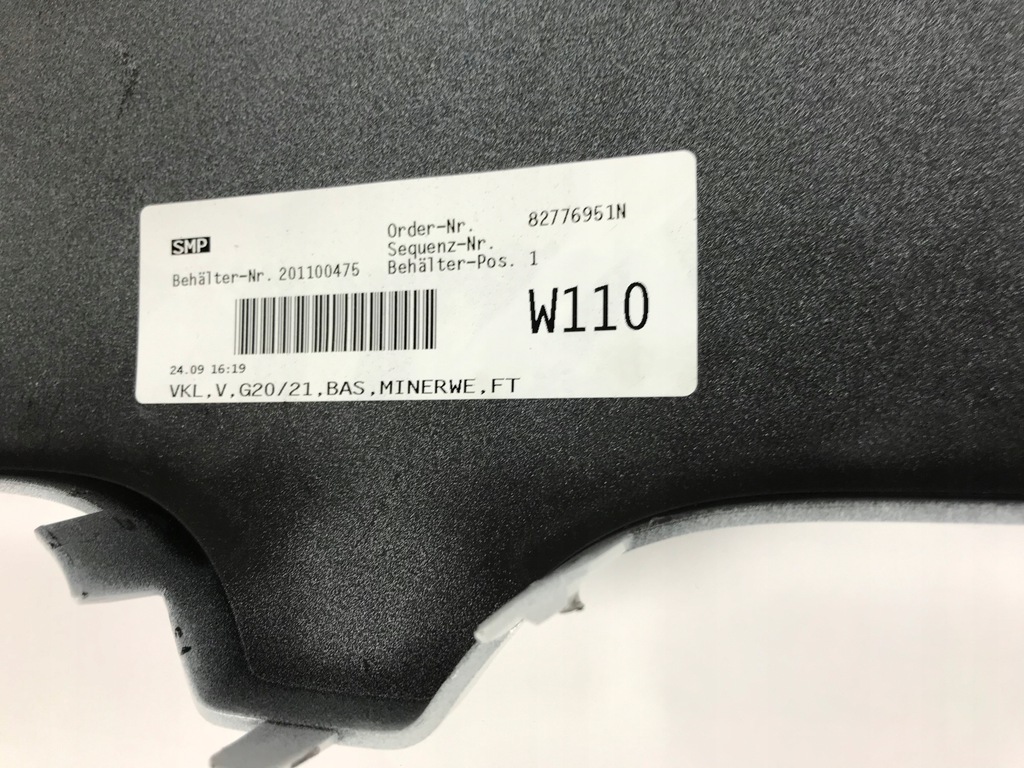 SMP
Order-Nr. 82776951N
Sequenz-Nr.
Behälter-Nr. 201100475
Behälter-Pos. 1
W110
24.09 16:19
VKL,V,G20/21,BAS,MINERWE,FT